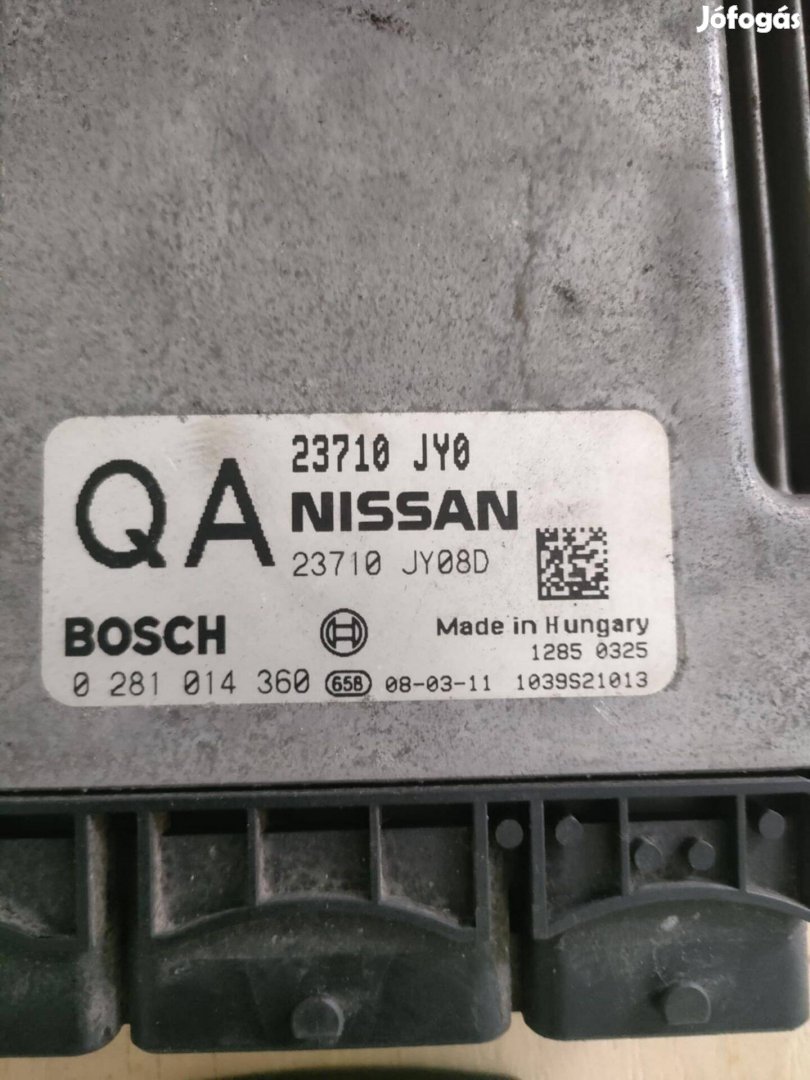 Jófogás
23710 JY0
QA NISSAN
23710 JY08D
BOSCH Made in Hungary
1285 0325
0 281 014 360 658 08-03-11 1039S21013